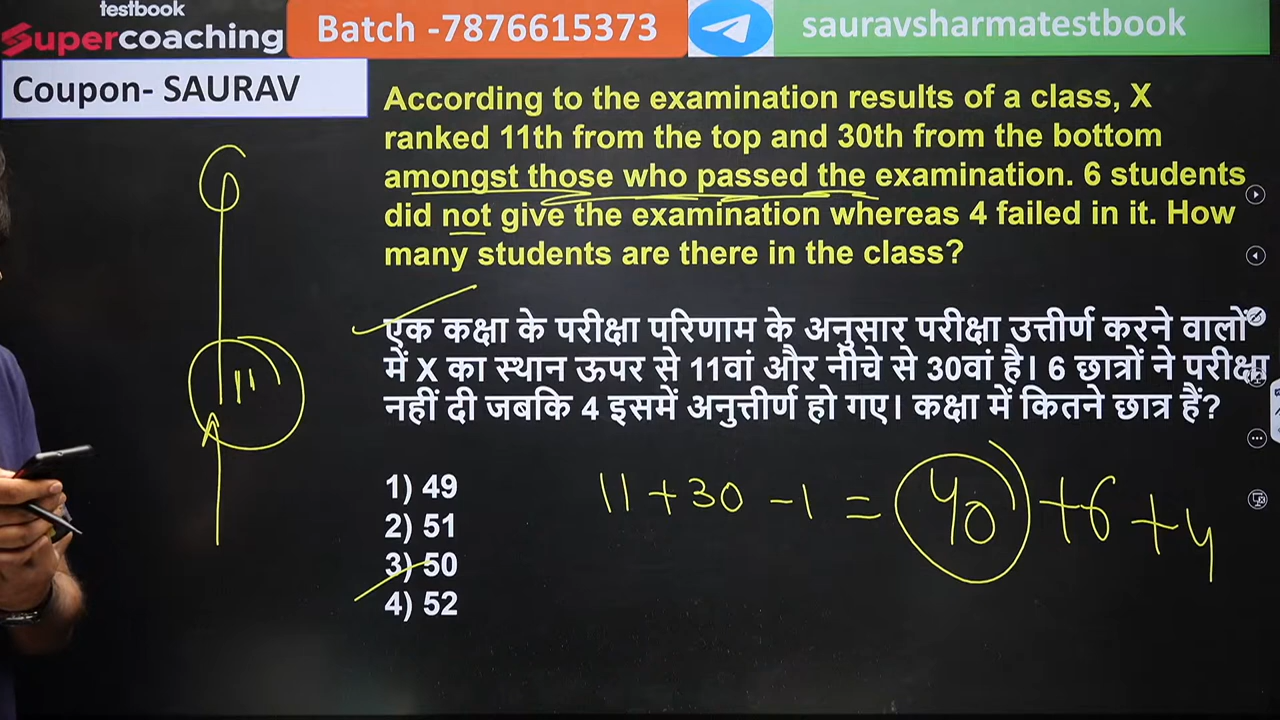 testbook
Supercoaching
Batch -7876615373
sauravsharmatestbook
Coupon- SAURAV
According to the examination results of a class, X
ranked 11th from the top and 30th from the bottom
amongst those who passed the examination. 6 students
did not give the examination whereas 4 failed in it. How
many students are there in the class?
एक कक्षा के परीक्षा परिणाम के अनुसार परीक्षा उत्तीर्ण करने वालों
में X का स्थान ऊपर से 11वां और नीचे से 30वां है। 6 छात्रों ने परीक्षा
नहीं दी जबकि 4 इसमें अनुत्तीर्ण हो गए। कक्षा में कितने छात्र हैं?
1) 49
2) 51
3) 50
4) 52
11 + 30 - 1 = 40 + 6 + 4
11